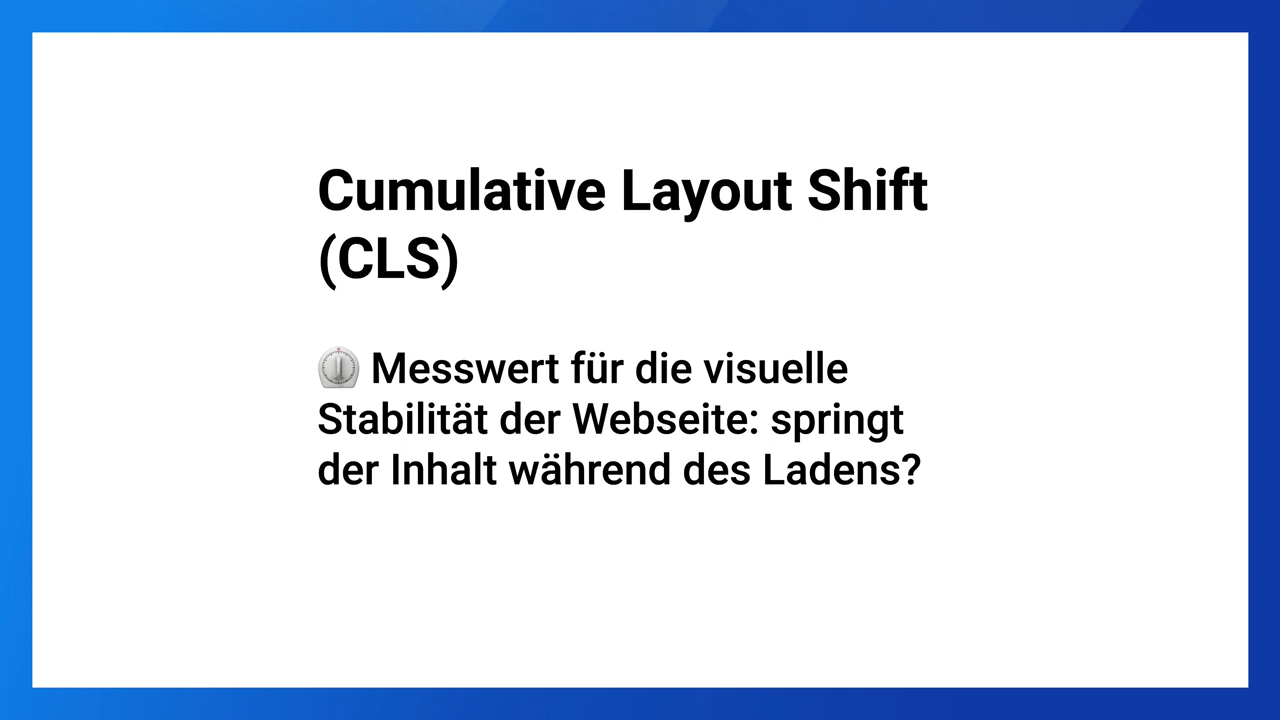 Cumulative Layout Shift
(CLS)
⏲️ Messwert für die visuelle
Stabilität der Webseite: springt
der Inhalt während des Ladens?